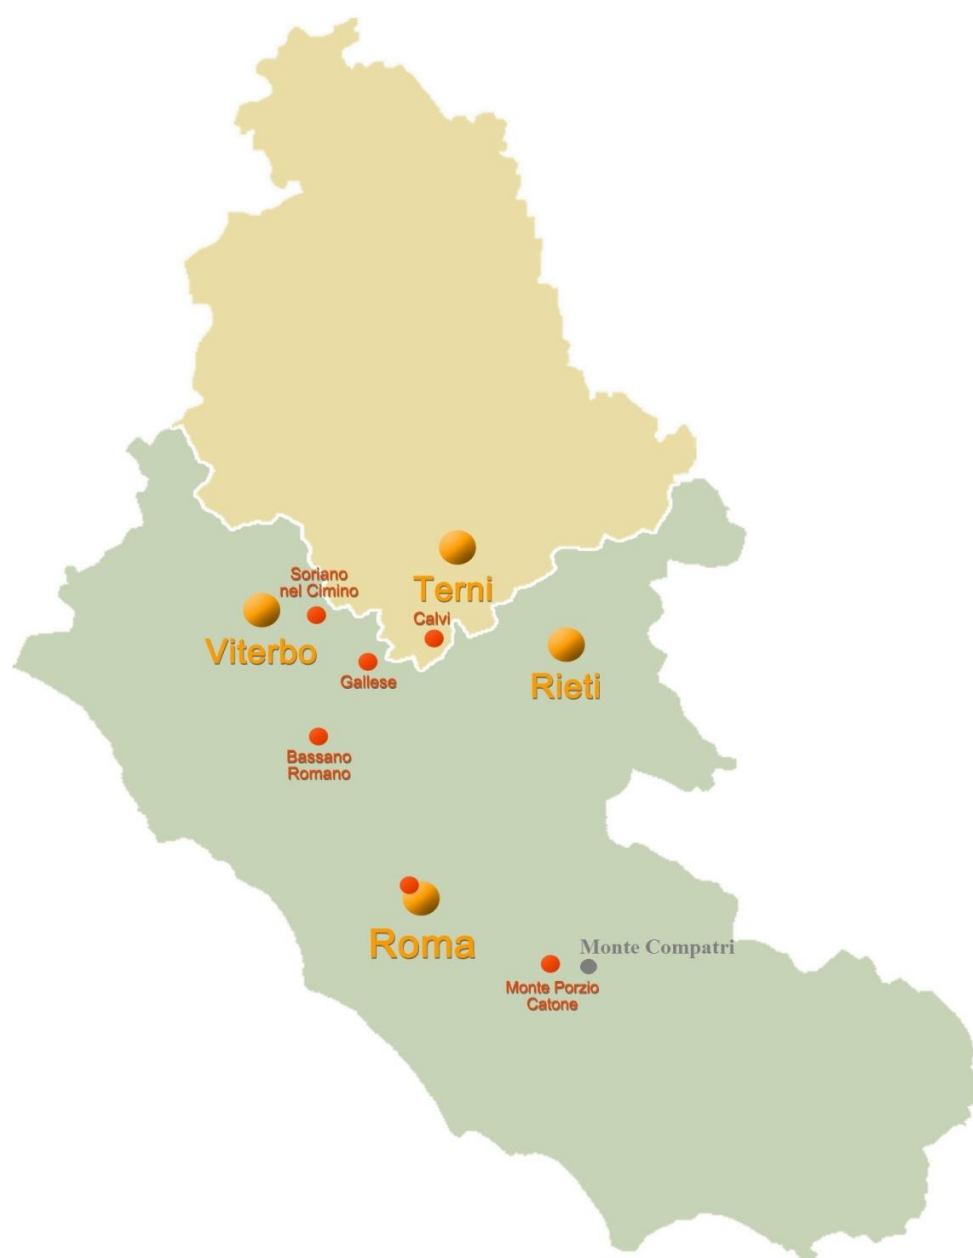 Soriano
nel Cimino
Terni
Calvi
Viterbo
Gallese
Rieti
Bassano
Romano
Roma
Monte Compatri
Monte Porzio
Catone